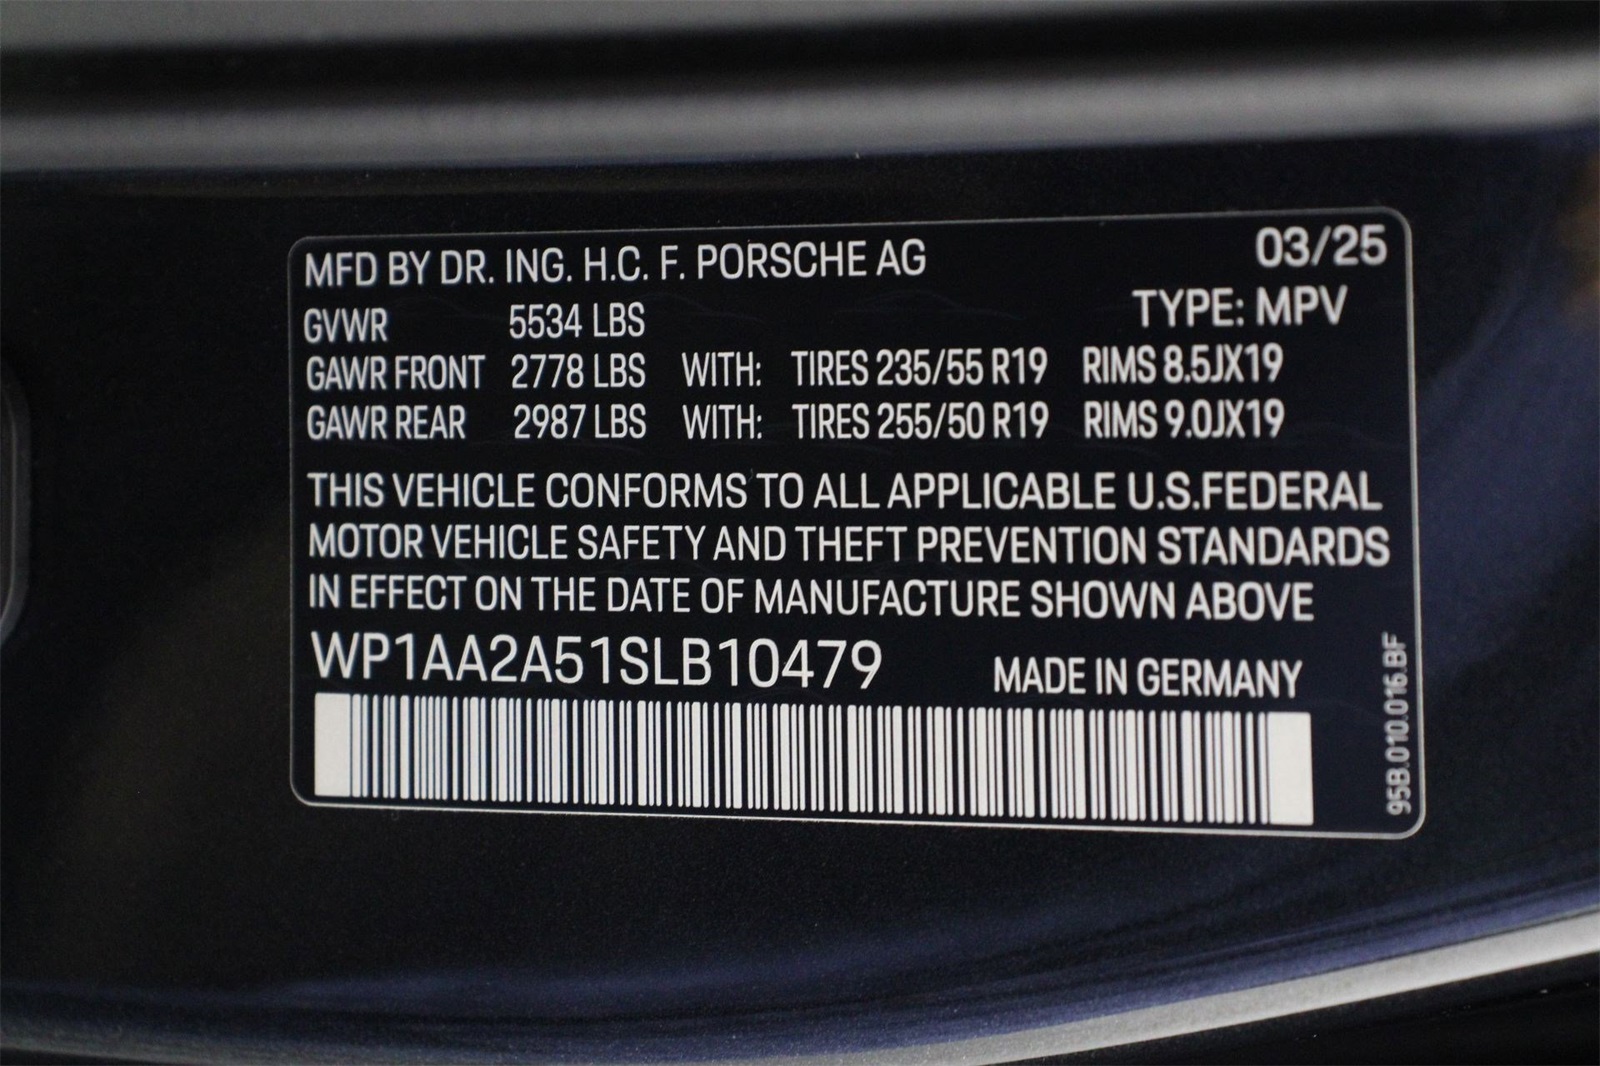 MFD BY DR. ING. H.C. F. PORSCHE AG 03/25
GVWR 5534 LBS TYPE: MPV
GAWR FRONT 2778 LBS WITH: TIRES 235/55 R19 RIMS 8.5JX19
GAWR REAR 2987 LBS WITH: TIRES 255/50 R19 RIMS 9.0JX19
THIS VEHICLE CONFORMS TO ALL APPLICABLE U.S.FEDERAL
MOTOR VEHICLE SAFETY AND THEFT PREVENTION STANDARDS
IN EFFECT ON THE DATE OF MANUFACTURE SHOWN ABOVE
WP1AA2A51SLB10479 MADE IN GERMANY
95B.010.016.BF